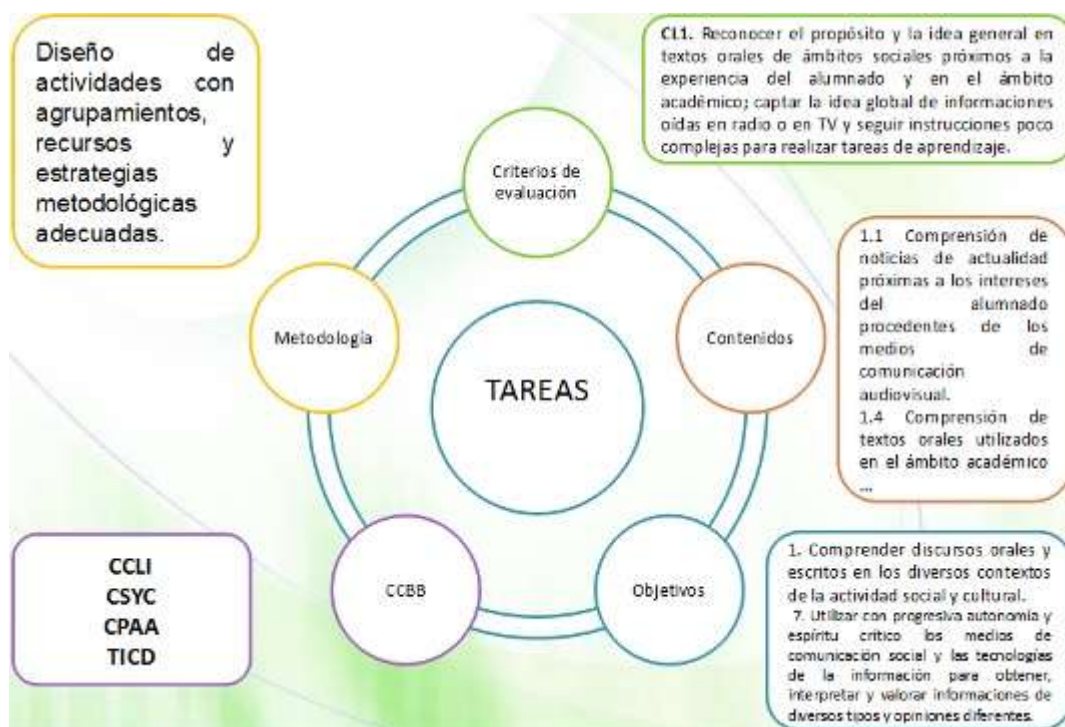 Diseño de
actividades con
agrupamientos,
recursos y
estrategias
metodológicas
adecuadas.
CL1. Reconocer el propósito y la idea general en
textos orales de ámbitos sociales próximos a la
experiencia del alumnado y en el ámbito
académico; captar la idea global de informaciones
oídas en radio o en TV y seguir instrucciones poco
complejas para realizar tareas de aprendizaje.
Criterios de
evaluación
1.1 Comprensión de
noticias de actualidad
próximas a los intereses
del alumnado
procedentes de los
medios de
comunicación
audiovisual.
1.4 Comprensión de
textos orales utilizados
en el ámbito académico
...
Metodología
Contenidos
TAREAS
CCLI
CSYC
CPAA
TICD
CCBB
Objetivos
1. Comprender discursos orales y
escritos en los diversos contextos
de la actividad social y cultural.
7. Utilizar con progresiva autonomía y
espíritu crítico los medios de
comunicación social y las tecnologías
de la información para obtener,
interpretar y valorar informaciones de
diversos tipos y opiniones diferentes.